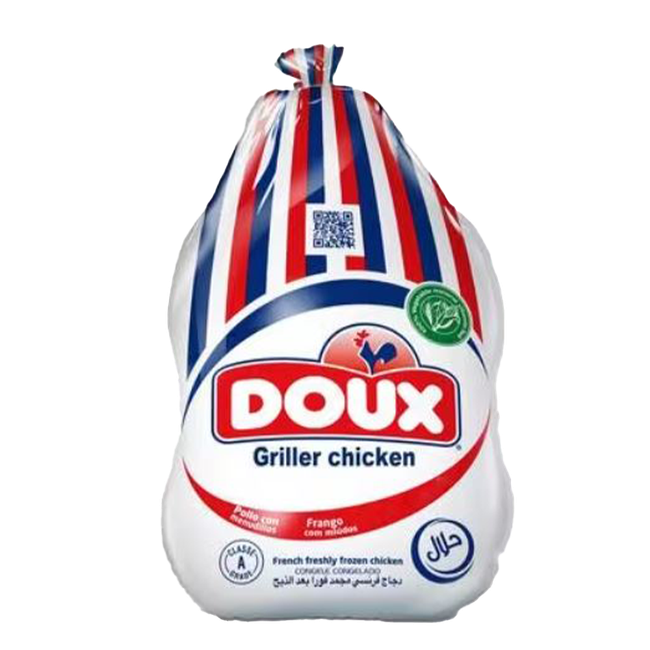 DOUX
®
Griller chicken
Pollo con
menudillos
Frango
com miúdos
CLASSE
A
GRADE
French freshly frozen chicken
CONGELE CONGELADO
دجاج فرنسي مجمد فورا بعد الذبح
حلال